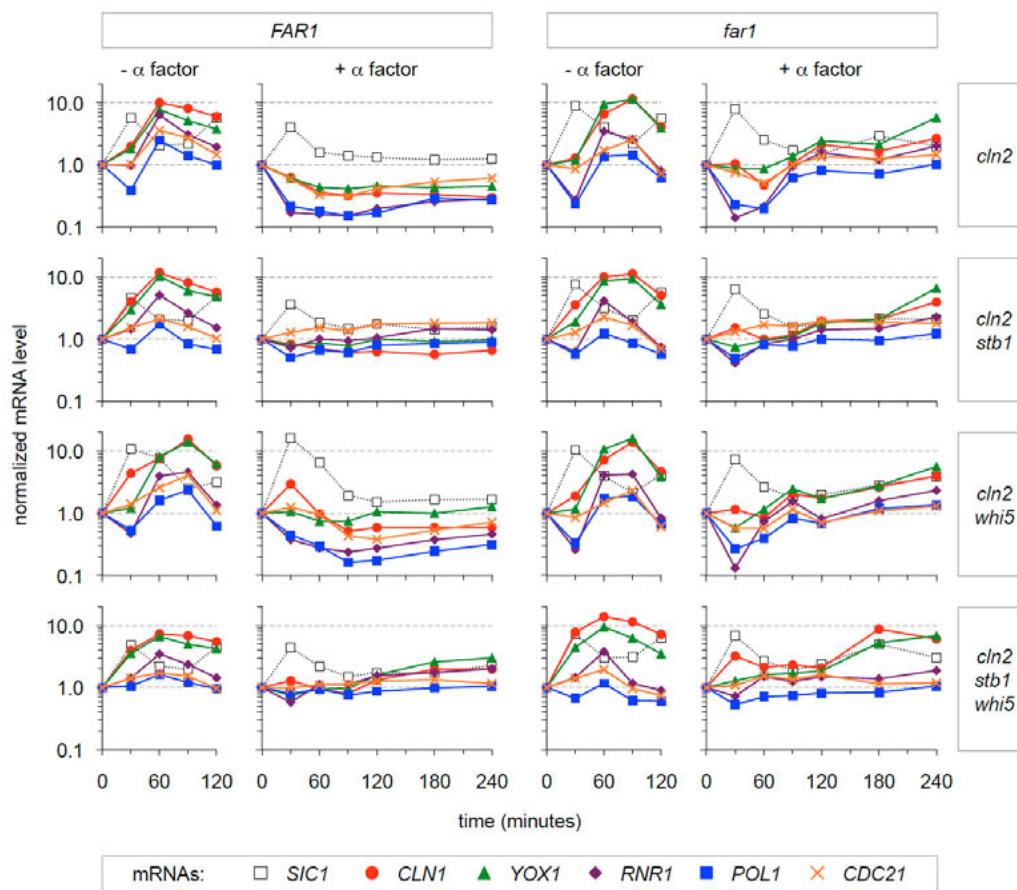 FAR1 far1
- α factor + α factor - α factor + α factor
10.0
1.0
0.1
cln2
10.0
1.0
0.1
cln2
stb1
normalized mRNA level
10.0
1.0
0.1
cln2
whi5
10.0
1.0
0.1
cln2
stb1
whi5
0 60 120 0 60 120 180 240 0 60 120 0 60 120 180 240
time (minutes)
mRNAs: SIC1 CLN1 YOX1 RNR1 POL1 CDC21